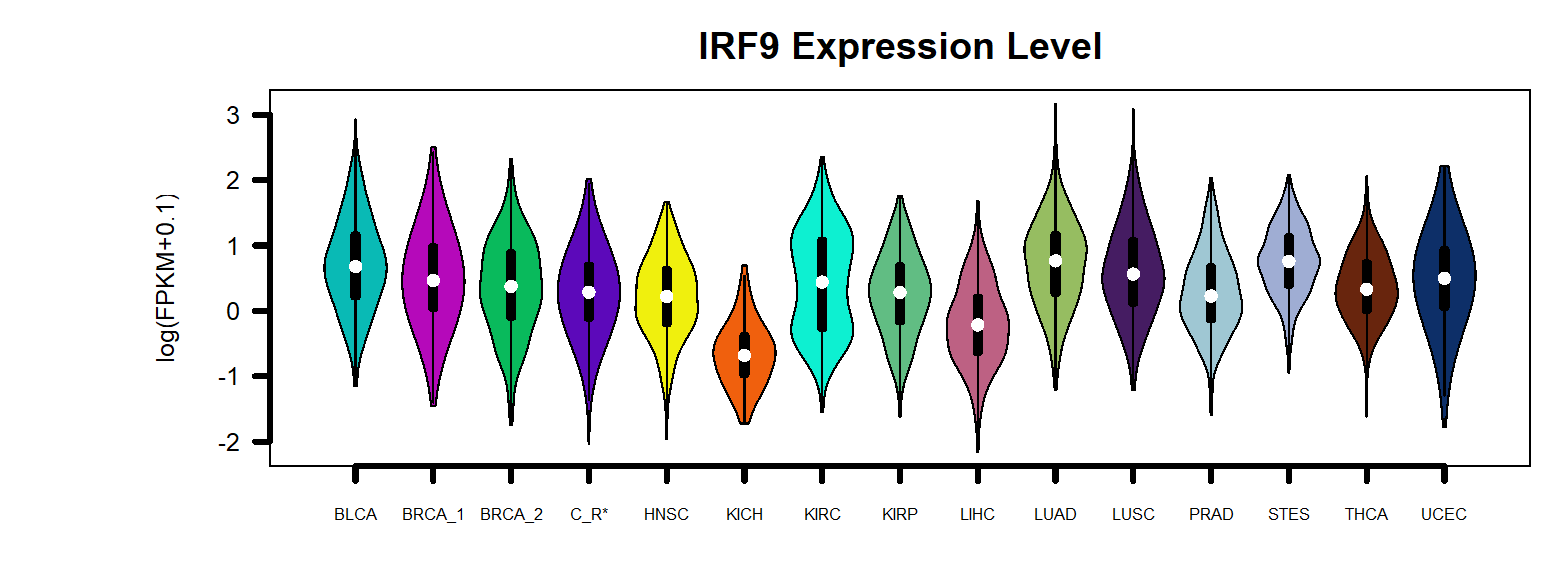 IRF9 Expression Level
log(FPKM+0.1)
3
2
1
0
-1
-2
BLCA BRCA_1 BRCA_2 C_R* HNSC KICH KIRC KIRP LIHC LUAD LUSC PRAD STES THCA UCEC